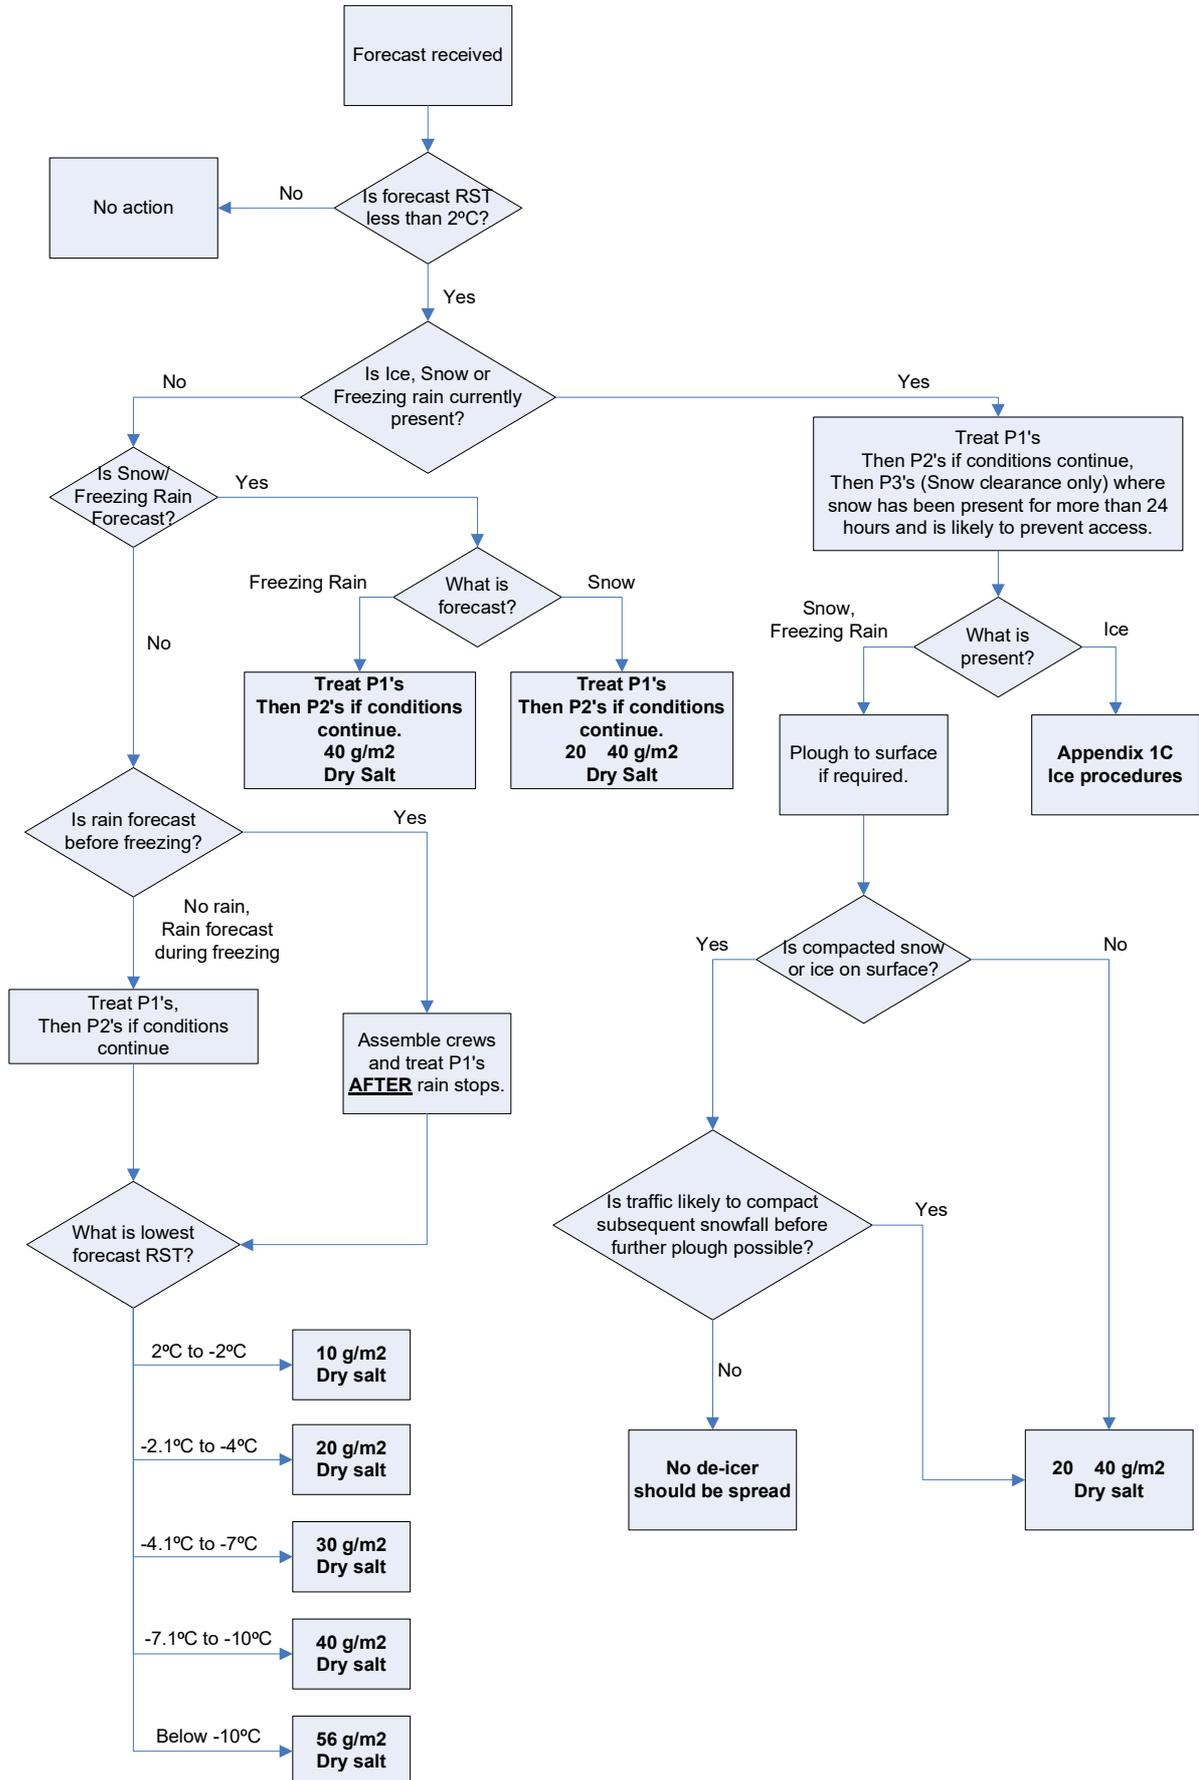 Forecast received
Is forecast RST
less than 2ºC?
No
No action
Yes
Is Ice, Snow or
Freezing rain currently
present?
No
Yes
Is Snow/
Freezing Rain
Forecast?
Yes
Treat P1's
Then P2's if conditions continue,
Then P3's (Snow clearance only) where
snow has been present for more than 24
hours and is likely to prevent access.
What is
forecast?
Freezing Rain
Snow
Treat P1's
Then P2's if conditions
continue.
40 g/m2
Dry Salt
Treat P1's
Then P2's if conditions
continue.
20    40 g/m2
Dry Salt
What is
present?
Snow,
Freezing Rain
Ice
Plough to surface
if required.
Appendix 1C
Ice procedures
No
Is rain forecast
before freezing?
Yes
No rain,
Rain forecast
during freezing
Treat P1's,
Then P2's if conditions
continue
Assemble crews
and treat P1's
AFTER rain stops.
Is compacted snow
or ice on surface?
Yes
No
Is traffic likely to compact
subsequent snowfall before
further plough possible?
Yes
No
No de-icer
should be spread
20    40 g/m2
Dry salt
What is lowest
forecast RST?
2ºC to -2ºC
10 g/m2
Dry salt
-2.1ºC to -4ºC
20 g/m2
Dry salt
-4.1ºC to -7ºC
30 g/m2
Dry salt
-7.1ºC to -10ºC
40 g/m2
Dry salt
Below -10ºC
56 g/m2
Dry salt